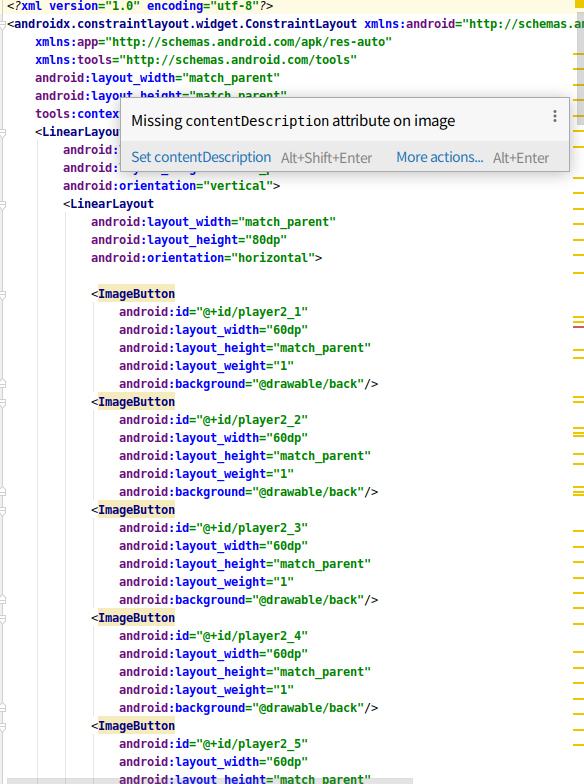 <?xml version="1.0" encoding="utf-8"?>
<androidx.constraintlayout.widget.ConstraintLayout xmlns:android="http://schemas.an
xmlns:app="http://schemas.android.com/apk/res-auto"
xmlns:tools="http://schemas.android.com/tools"
android:layout_width="match_parent"
android:layout_height="match_parent"
tools:contex
<LinearLayou
Missing contentDescription attribute on image
Set contentDescription Alt+Shift+Enter More actions... Alt+Enter
android:
android:
android:orientation="vertical">
<LinearLayout
android:layout_width="match_parent"
android:layout_height="80dp"
android:orientation="horizontal">
<ImageButton
android:id="@+id/player2_1"
android:layout_width="60dp"
android:layout_height="match_parent"
android:layout_weight="1"
android:background="@drawable/back"/>
<ImageButton
android:id="@+id/player2_2"
android:layout_width="60dp"
android:layout_height="match_parent"
android:layout_weight="1"
android:background="@drawable/back"/>
<ImageButton
android:id="@+id/player2_3"
android:layout_width="60dp"
android:layout_height="match_parent"
android:layout_weight="1"
android:background="@drawable/back"/>
<ImageButton
android:id="@+id/player2_4"
android:layout_width="60dp"
android:layout_height="match_parent"
android:layout_weight="1"
android:background="@drawable/back"/>
<ImageButton
android:id="@+id/player2_5"
android:layout_width="60dp"
android:layout_height="match_parent"